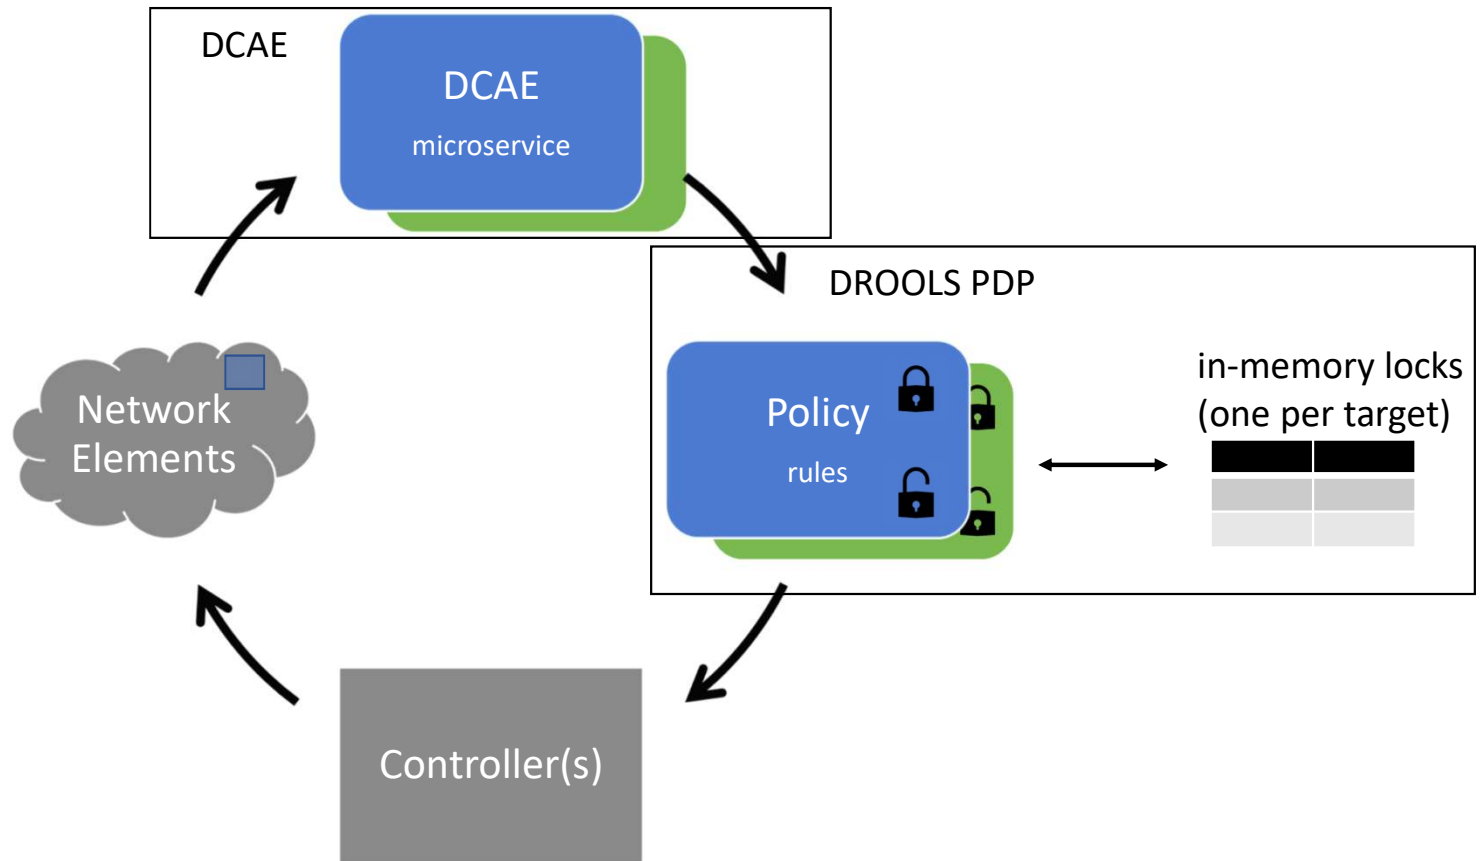 DCAE
DCAE
microservice
DROOLS PDP
Network
Elements
Policy
rules
in-memory locks
(one per target)
Controller(s)